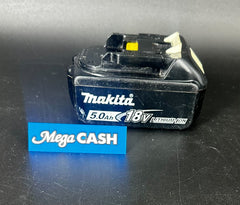 makita
5.0Ah 18V
LITHIUM-ION
Mega CASH